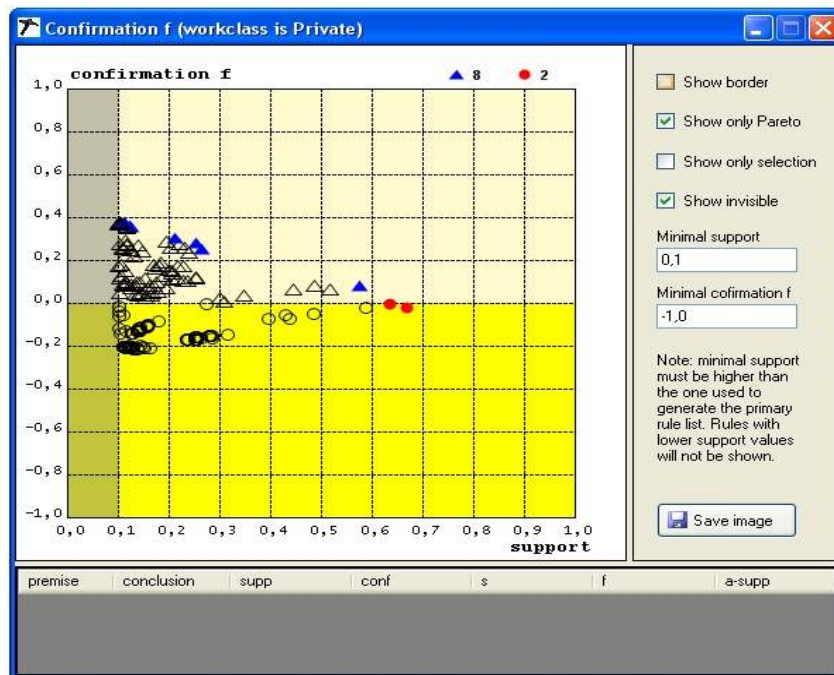 Confirmation f (workclass is Private)
confirmation f
8
2
1,0
0,8
0,6
0,4
0,2
0,0
-0,2
-0,4
-0,6
-0,8
-1,0
0,0 0,1 0,2 0,3 0,4 0,5 0,6 0,7 0,8 0,9 1,0
support
Show border
Show only Pareto
Show only selection
Show invisible
Minimal support
0,1
Minimal cofirmation f
-1,0
Note: minimal support
must be higher than
the one used to
generate the primary
rule list. Rules with
lower support values
will not be shown.
Save image
premise conclusion supp conf s f a-supp